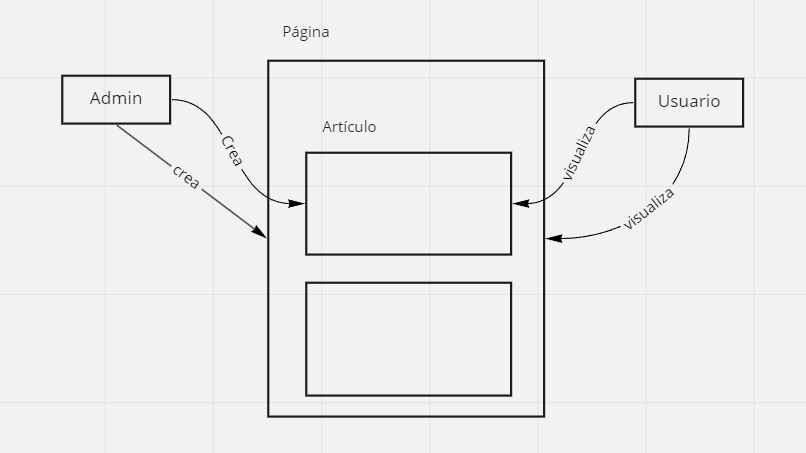 Página
Admin
Usuario
Artículo
Crea
visualiza
crea
visualiza